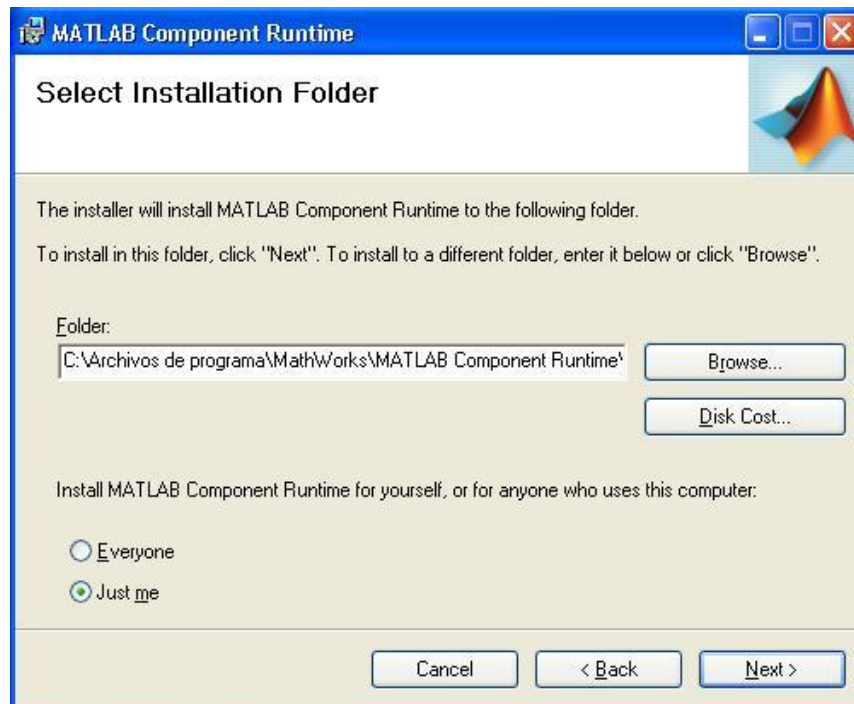 MATLAB Component Runtime
Select Installation Folder
The installer will install MATLAB Component Runtime to the following folder.
To install in this folder, click "Next". To install to a different folder, enter it below or click "Browse".
Folder:
C:\Archivos de programa\MathWorks\MATLAB Component Runtime\
Browse...
Disk Cost...
Install MATLAB Component Runtime for yourself, or for anyone who uses this computer:
Everyone
Just me
Cancel
< Back
Next >